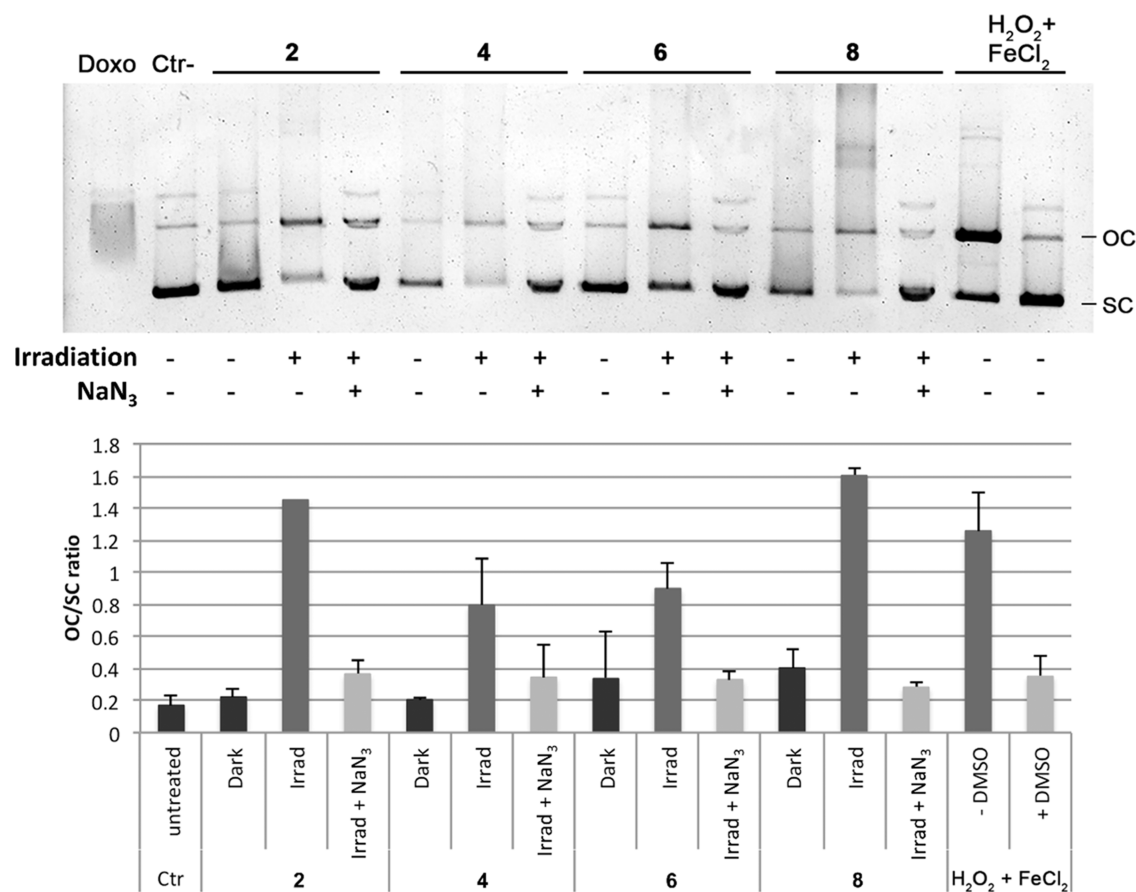 H₂O₂+
2 4 6 8 FeCl₂
Doxo Ctr-
OC
SC
Irradiation - - + + - + + - + + - + + - -
NaN₃ - - - + - - + - - + - - + - -
1.8
1.6
1.4
1.2
1
0.8
0.6
0.4
0.2
0
OC/SC ratio
untreated Dark Irrad Irrad + NaN₃ Dark Irrad Irrad + NaN₃ Dark Irrad Irrad + NaN₃ Dark Irrad Irrad + NaN₃ - DMSO + DMSO
Ctr 2 4 6 8 H₂O₂ + FeCl₂